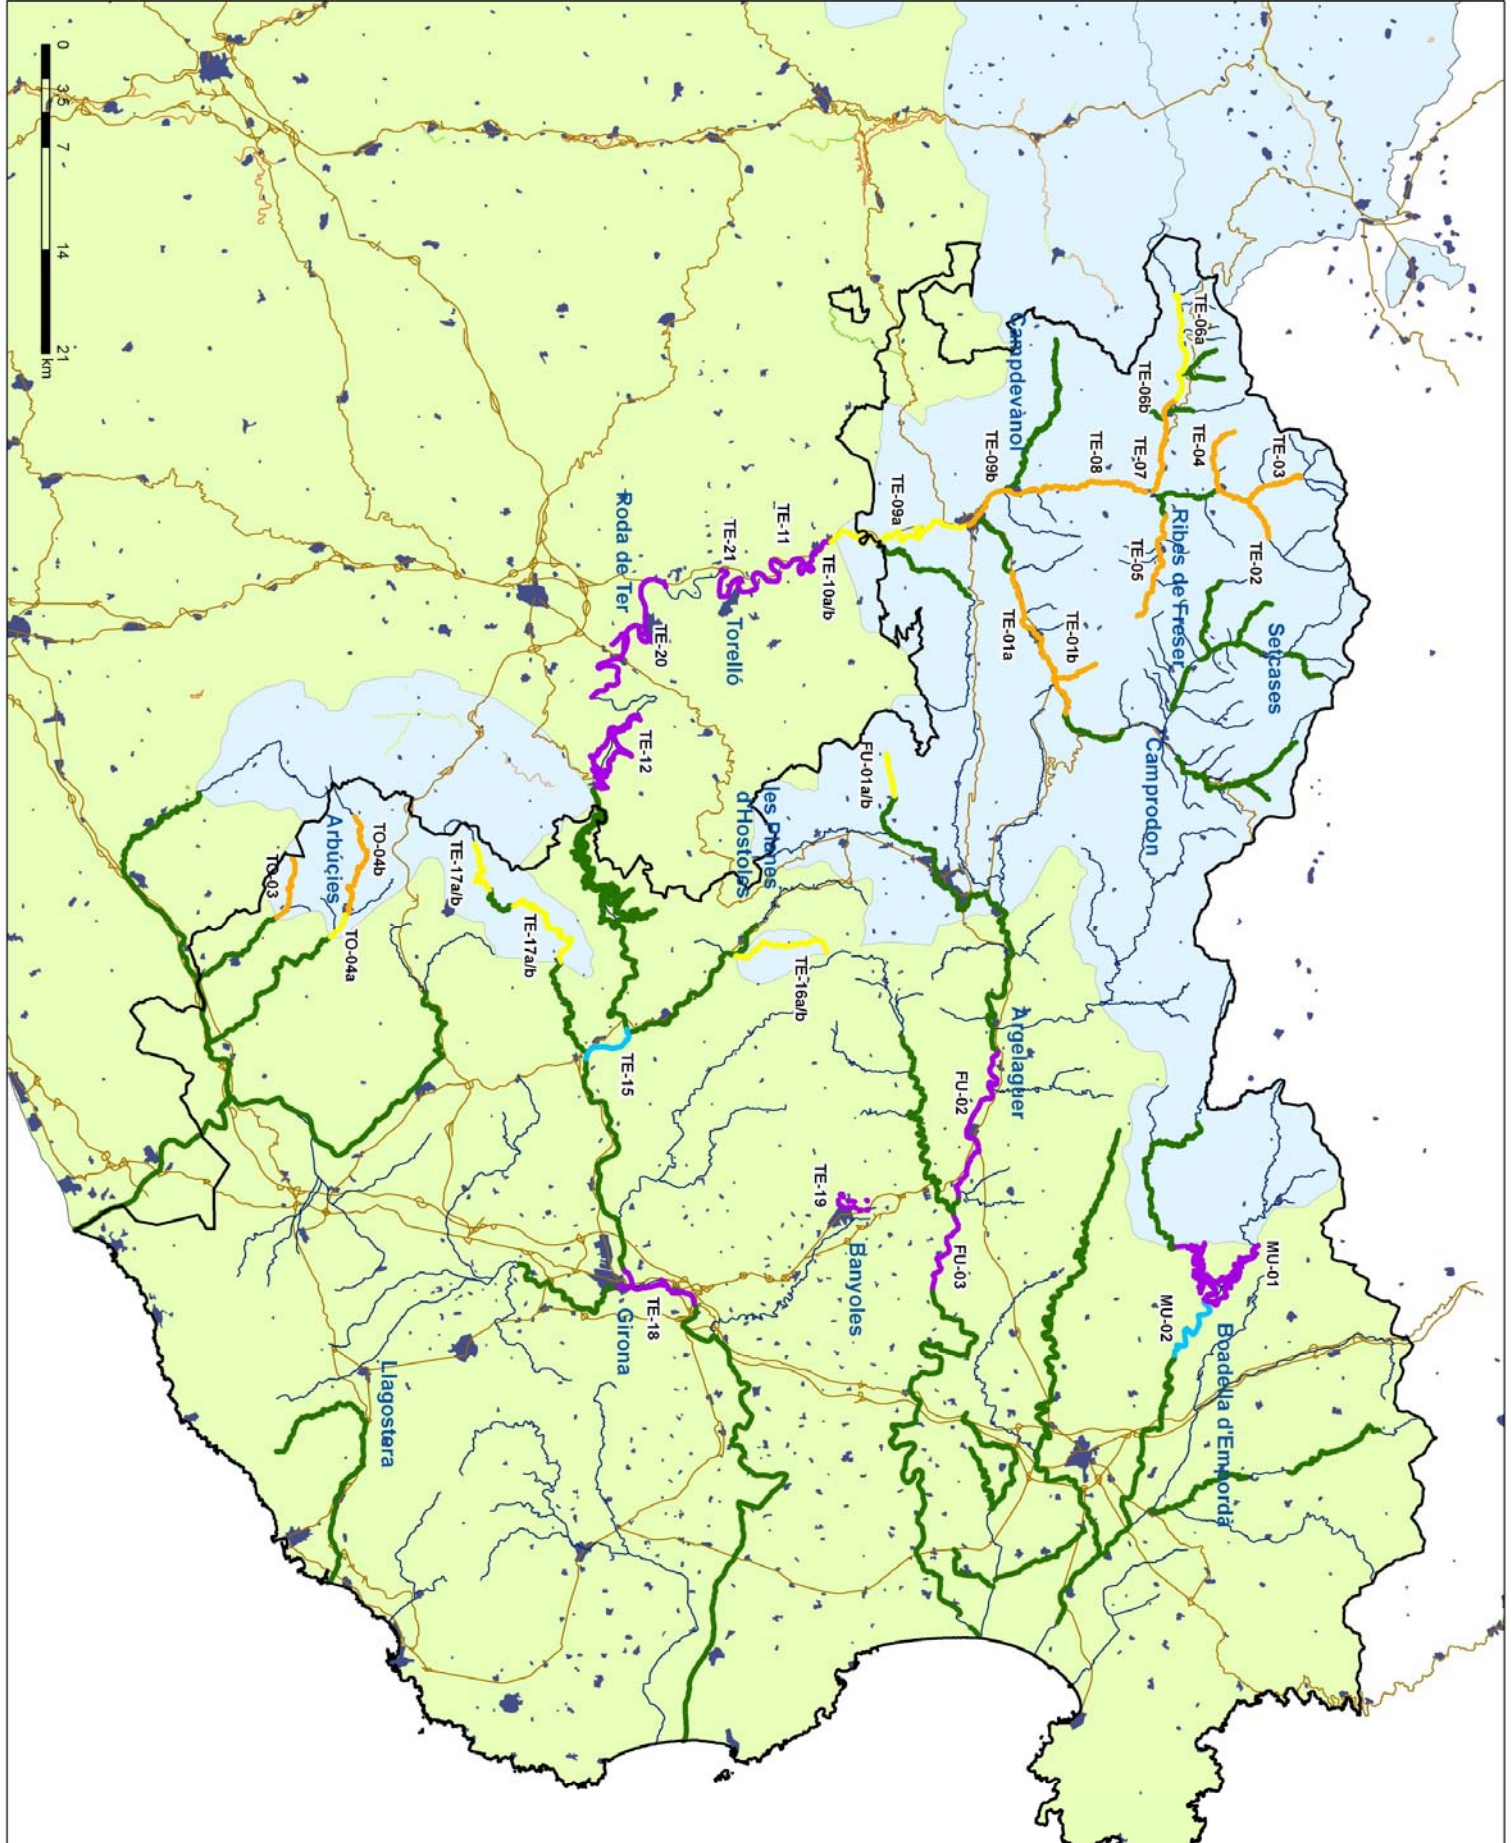 TE-06a
TE-06b
TE-04
TE-03
TE-07
TE-08
TE-02
TE-05
Campdevànol
TE-09b
Ribes de Freser
Setcases
TE-01a
TE-01b
TE-09a
TE-10a/b
TE-11
TE-21
Torelló
Roda de Ter
TE-20
TE-12
Camprodon
FU-01a/b
les Planes
d'Hostoles
TE-16a/b
Argelaguer
FU-02
FU-03
MU-01
MU-02
Boadella d'Empordà
TE-19
Banyoles
TE-17a/b
TE-17a/b
TE-15
TE-18
Girona
Arbúcies
TO-04b
TO-03
TO-04a
Llagostera
0 3,5 7 14 21
km